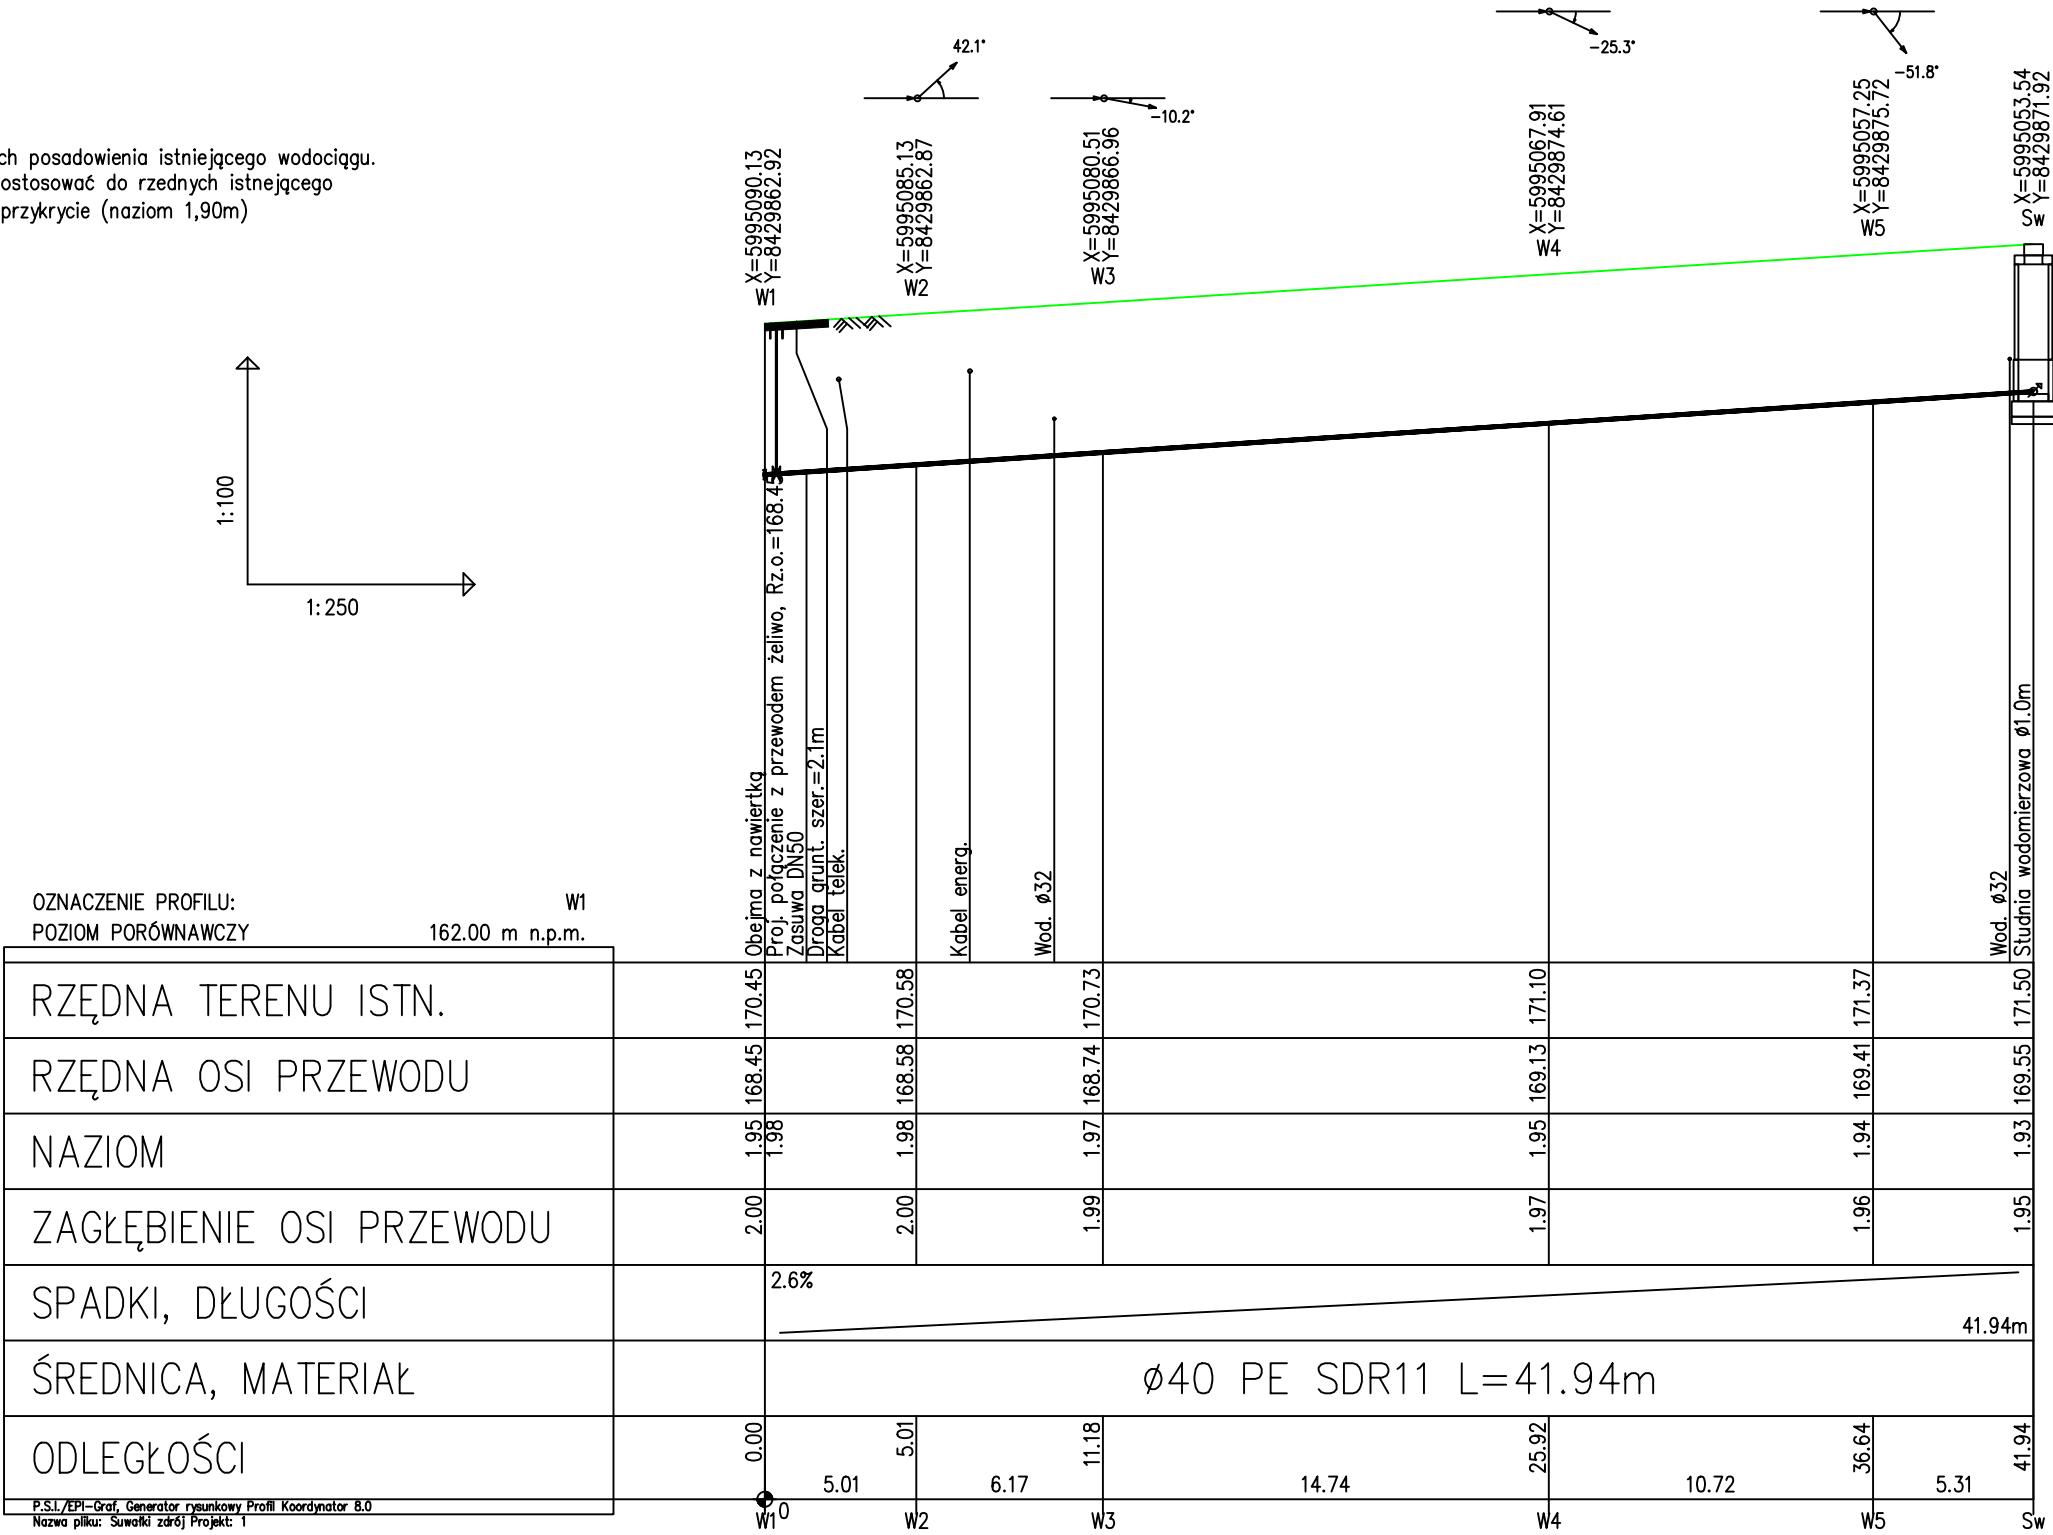 42.1°
-10.2°
-25.3°
-51.8°
ch posadowienia istniejącego wodociągu.
ostosować do rzednych istnejącego
przykrycie (naziom 1,90m)
X=5995090.13
Y=8429862.92
W1
X=5995085.13
Y=8429862.87
W2
X=5995080.51
Y=8429866.96
W3
X=5995067.91
Y=8429874.61
W4
X=5995057.25
Y=8429875.72
W5
X=5995053.54
Y=8429871.92
Sw
1:100
1:250
Obejma z nawiertką
Proj. połączenie z przewodem żeliwo, Rz.o.=168.45
Zasuwa DN50
Droga grunt. szer.=2.1m
Kabel telek.
Kabel energ.
Wod. ø32
Wod. ø32
Studnia wodomierzowa ø1.0m
OZNACZENIE PROFILU: W1
POZIOM PORÓWNAWCZY 162.00 m n.p.m.
RZĘDNA TERENU ISTN. 170.45 170.58 170.73 171.10 171.37 171.50
RZĘDNA OSI PRZEWODU 168.45 168.58 168.74 169.13 169.41 169.55
NAZIOM 1.95 1.98 1.98 1.97 1.95 1.94 1.93
ZAGŁĘBIENIE OSI PRZEWODU 2.00 2.00 1.99 1.97 1.96 1.95
SPADKI, DŁUGOŚCI 2.6% 41.94m
ŚREDNICA, MATERIAŁ ø40 PE SDR11 L=41.94m
ODLEGŁOŚCI 0.00 5.01 11.18 25.92 36.64 41.94
5.01 6.17 14.74 10.72 5.31
P.S.I./EPI-Graf, Generator rysunkowy Profil Koordynator 8.0
Nazwa pliku: Suwałki zdrój Projekt: 1
W1 0 W2 W3 W4 W5 Sw